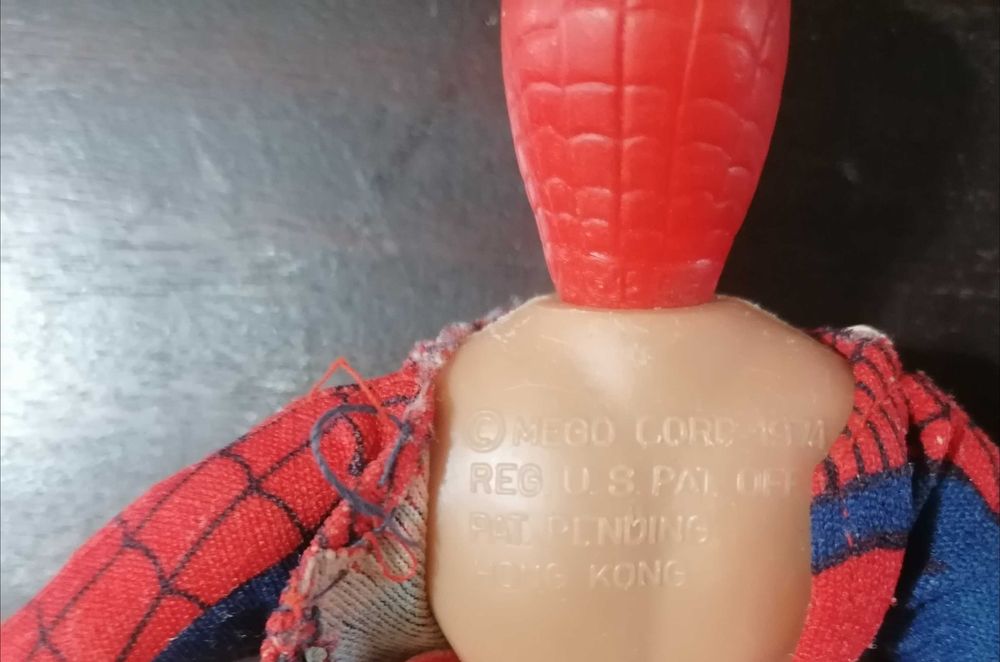 © MEGO CORP 1974
REG. U.S. PAT. OFF
PAT. PENDING
HONG KONG